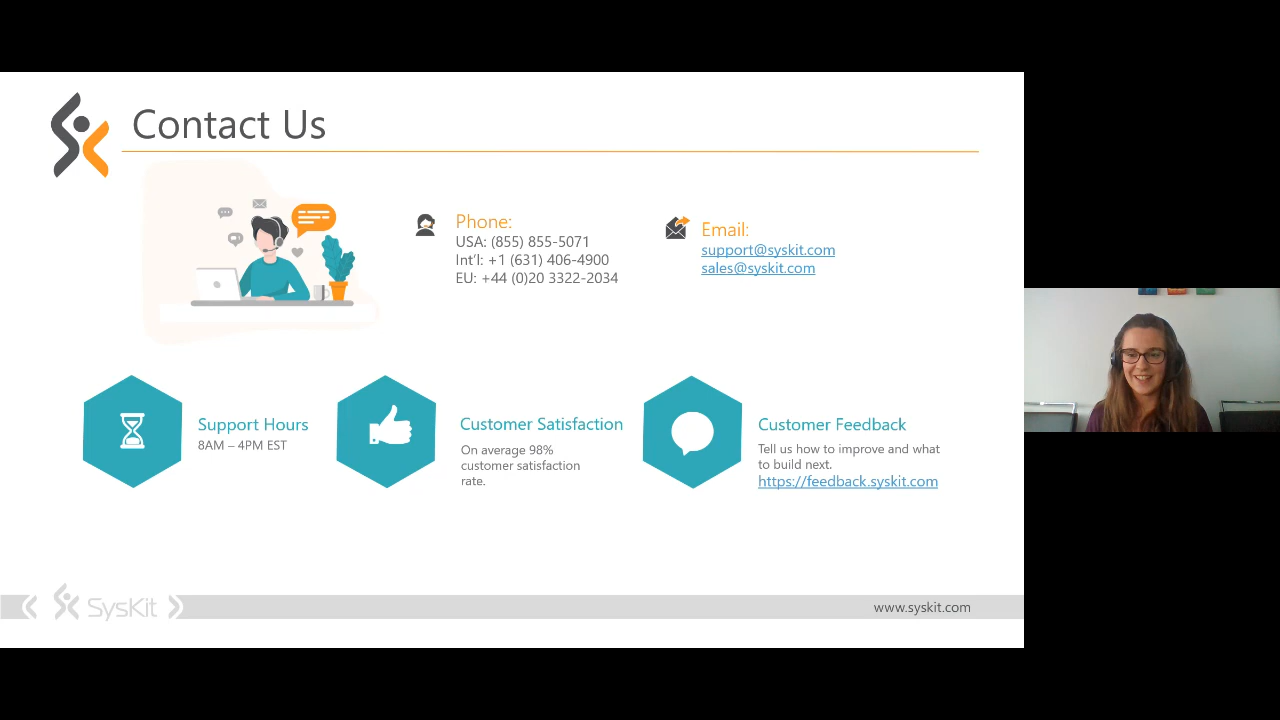 Contact Us
Phone:
USA: (855) 855-5071
Int'l: +1 (631) 406-4900
EU: +44 (0)20 3322-2034
Email:
support@syskit.com
sales@syskit.com
Support Hours
8AM – 4PM EST
Customer Satisfaction
On average 98%
customer satisfaction
rate.
Customer Feedback
Tell us how to improve and what
to build next.
https://feedback.syskit.com
SysKit
www.syskit.com